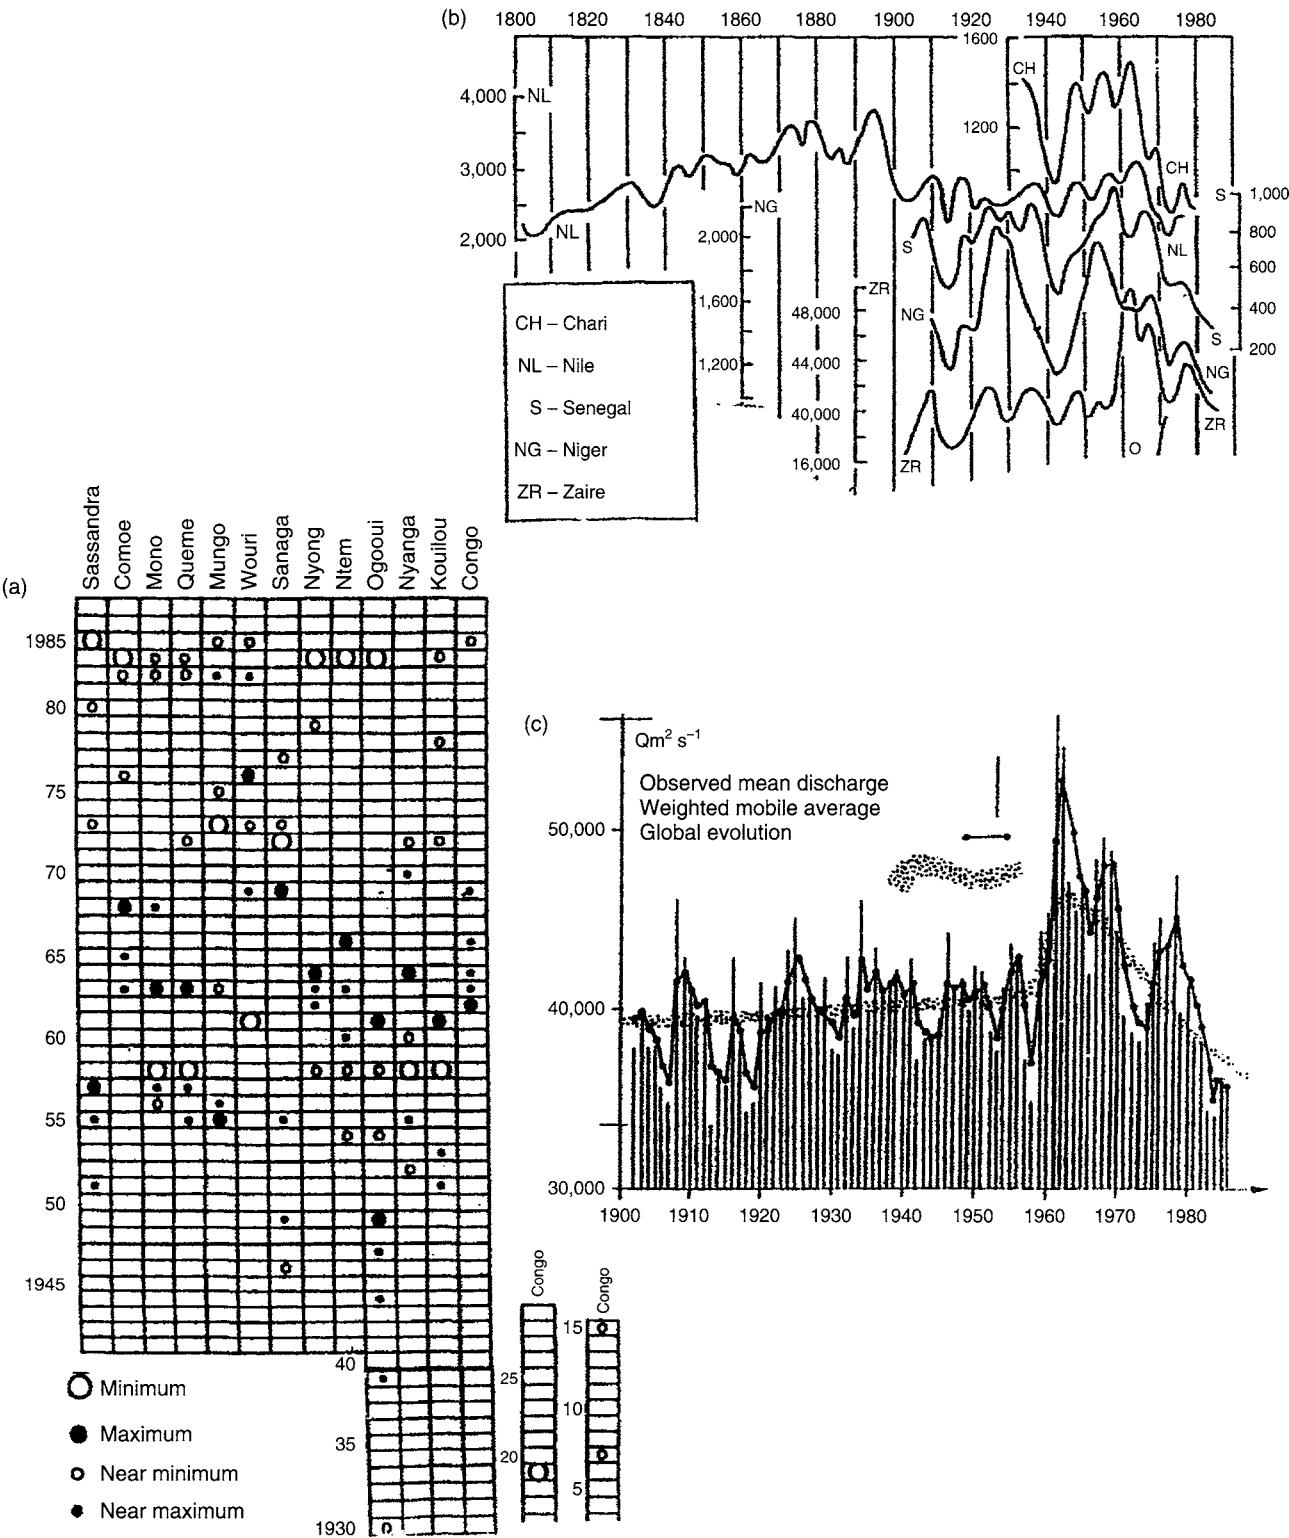 (b)
1800 1820 1840 1860 1880 1900 1920 1940 1960 1980
1600
CH
4,000 NL
1200
3,000
CH
S 1,000
NG
2,000
NL
2,000
S
800
NL
600
ZR
1,600
48,000
NG
400
S
200
1,200
44,000
NG
40,000
ZR
O
16,000
ZR
CH – Chari
NL – Nile
S – Senegal
NG – Niger
ZR – Zaire
(a)
Sassandra
Comoe
Mono
Queme
Mungo
Wouri
Sanaga
Nyong
Ntem
Ogooui
Nyanga
Kouilou
Congo
1985
80
75
70
65
60
55
50
1945
40
35
1930
Minimum
Maximum
Near minimum
Near maximum
Congo
25
20
Congo
15
10
5
(c)
Qm² s⁻¹
Observed mean discharge
Weighted mobile average
Global evolution
50,000
40,000
30,000
1900 1910 1920 1930 1940 1950 1960 1970 1980